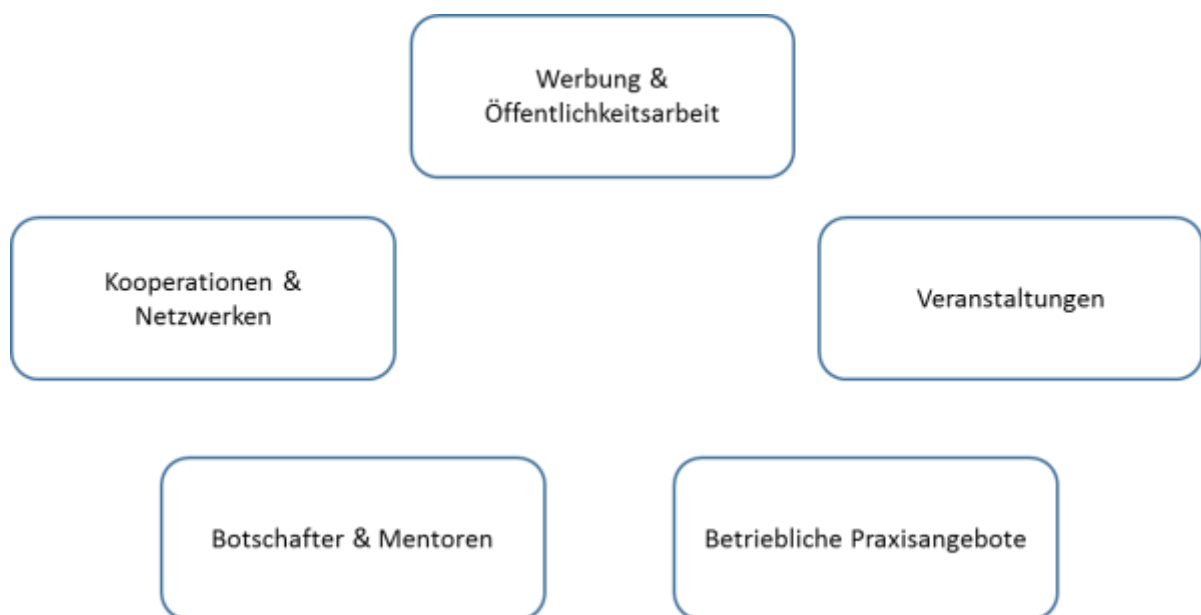 Werbung &
Öffentlichkeitsarbeit
Kooperationen &
Netzwerken
Veranstaltungen
Botschafter & Mentoren
Betriebliche Praxisangebote